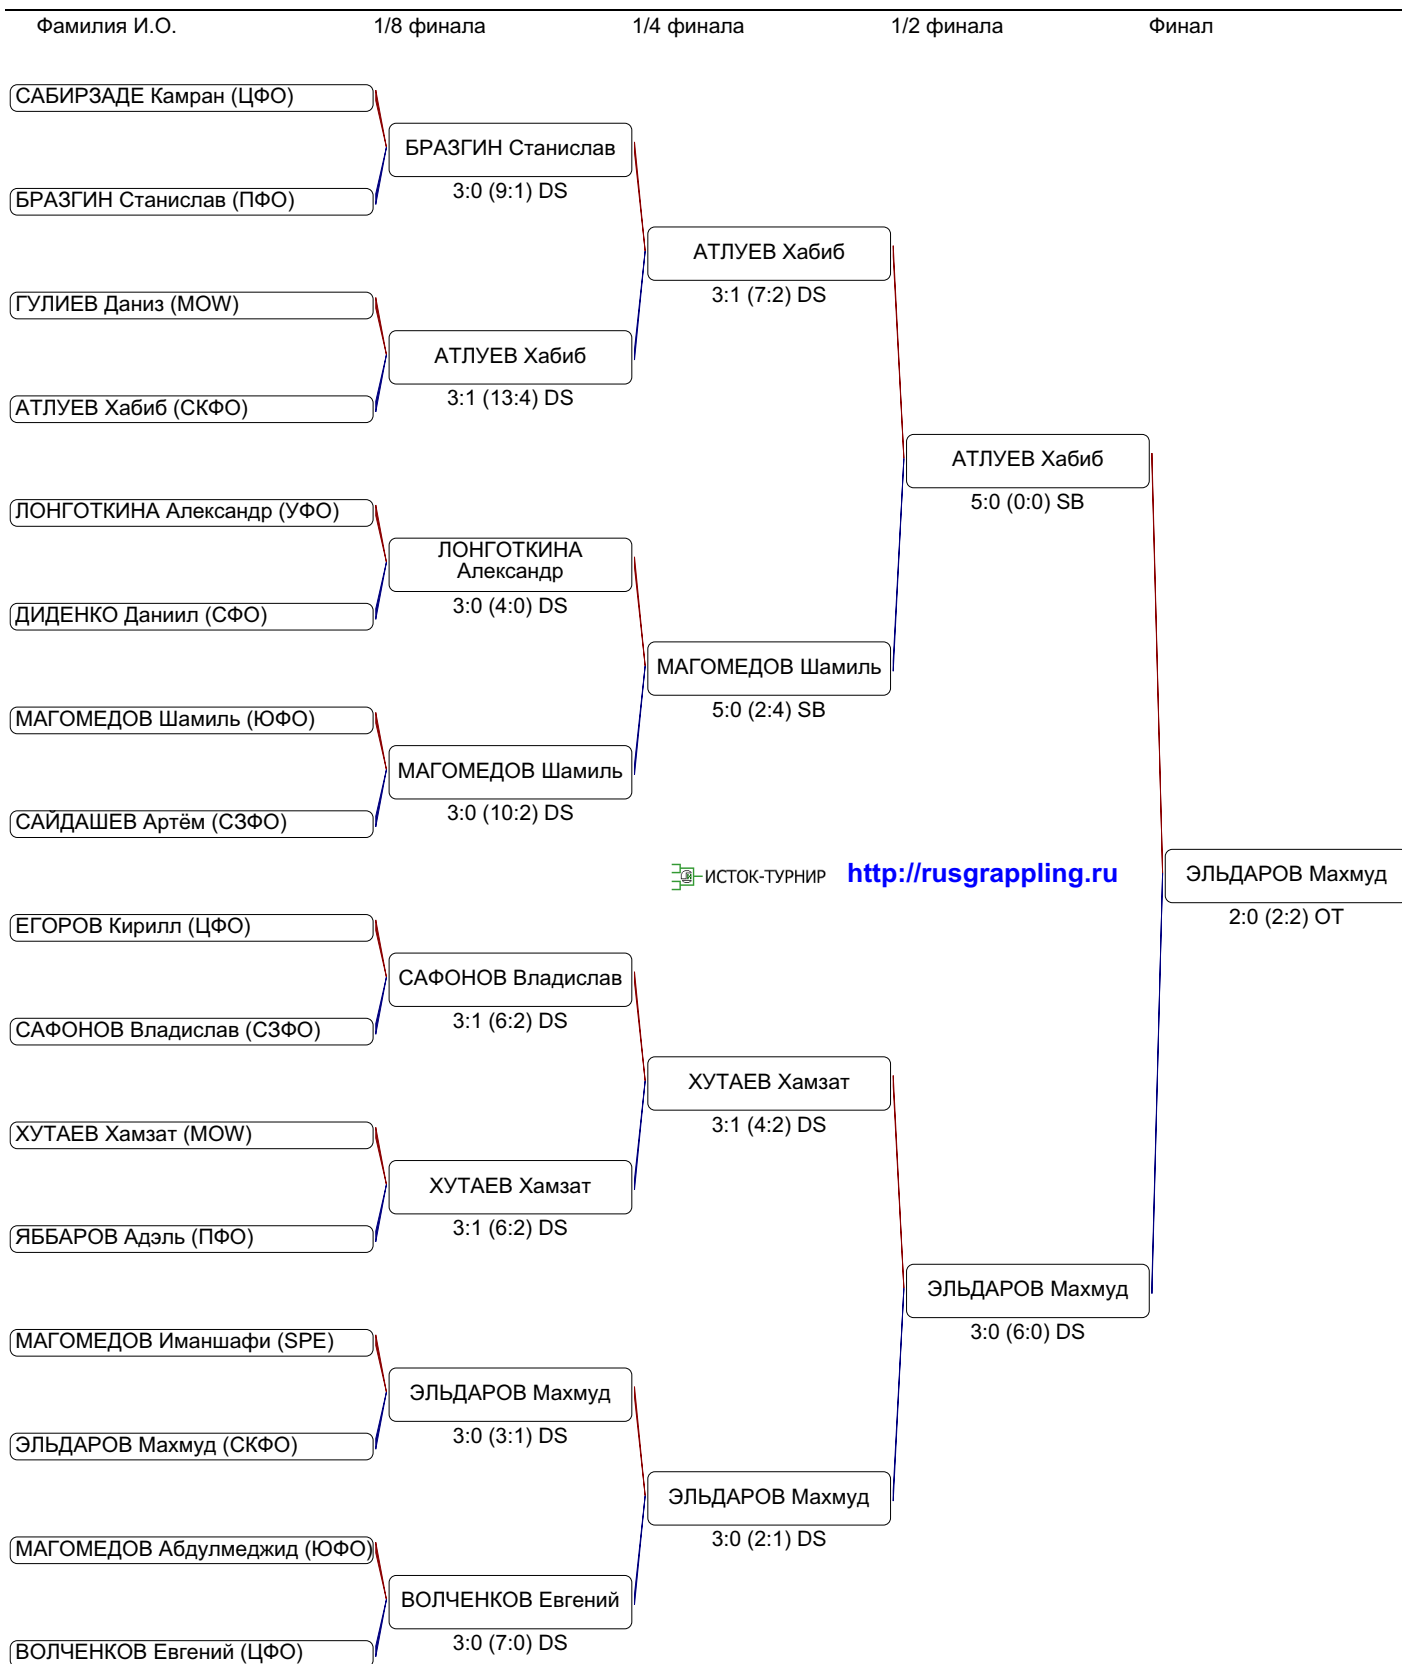 Фамилия И.О.
1/8 финала
1/4 финала
1/2 финала
Финал
САБИРЗАДЕ Камран (ЦФО)
БРАЗГИН Станислав
3:0 (9:1) DS
БРАЗГИН Станислав (ПФО)
АТЛУЕВ Хабиб
3:1 (7:2) DS
ГУЛИЕВ Даниз (MOW)
АТЛУЕВ Хабиб
3:1 (13:4) DS
АТЛУЕВ Хабиб (СКФО)
АТЛУЕВ Хабиб
5:0 (0:0) SB
ЛОНГОТКИНА Александр (УФО)
ЛОНГОТКИНА
Александр
3:0 (4:0) DS
ДИДЕНКО Даниил (СФО)
МАГОМЕДОВ Шамиль
5:0 (2:4) SB
МАГОМЕДОВ Шамиль (ЮФО)
МАГОМЕДОВ Шамиль
3:0 (10:2) DS
САЙДАШЕВ Артём (СЗФО)
ИСТОК-ТУРНИР
http://rusgrappling.ru
ЭЛЬДАРОВ Махмуд
2:0 (2:2) OT
ЕГОРОВ Кирилл (ЦФО)
САФОНОВ Владислав
3:1 (6:2) DS
САФОНОВ Владислав (СЗФО)
ХУТАЕВ Хамзат
3:1 (4:2) DS
ХУТАЕВ Хамзат (MOW)
ХУТАЕВ Хамзат
3:1 (6:2) DS
ЯББАРОВ Адэль (ПФО)
ЭЛЬДАРОВ Махмуд
3:0 (6:0) DS
МАГОМЕДОВ Иманшафи (SPE)
ЭЛЬДАРОВ Махмуд
3:0 (3:1) DS
ЭЛЬДАРОВ Махмуд (СКФО)
ЭЛЬДАРОВ Махмуд
3:0 (2:1) DS
МАГОМЕДОВ Абдулмеджид (ЮФО)
ВОЛЧЕНКОВ Евгений
3:0 (7:0) DS
ВОЛЧЕНКОВ Евгений (ЦФО)